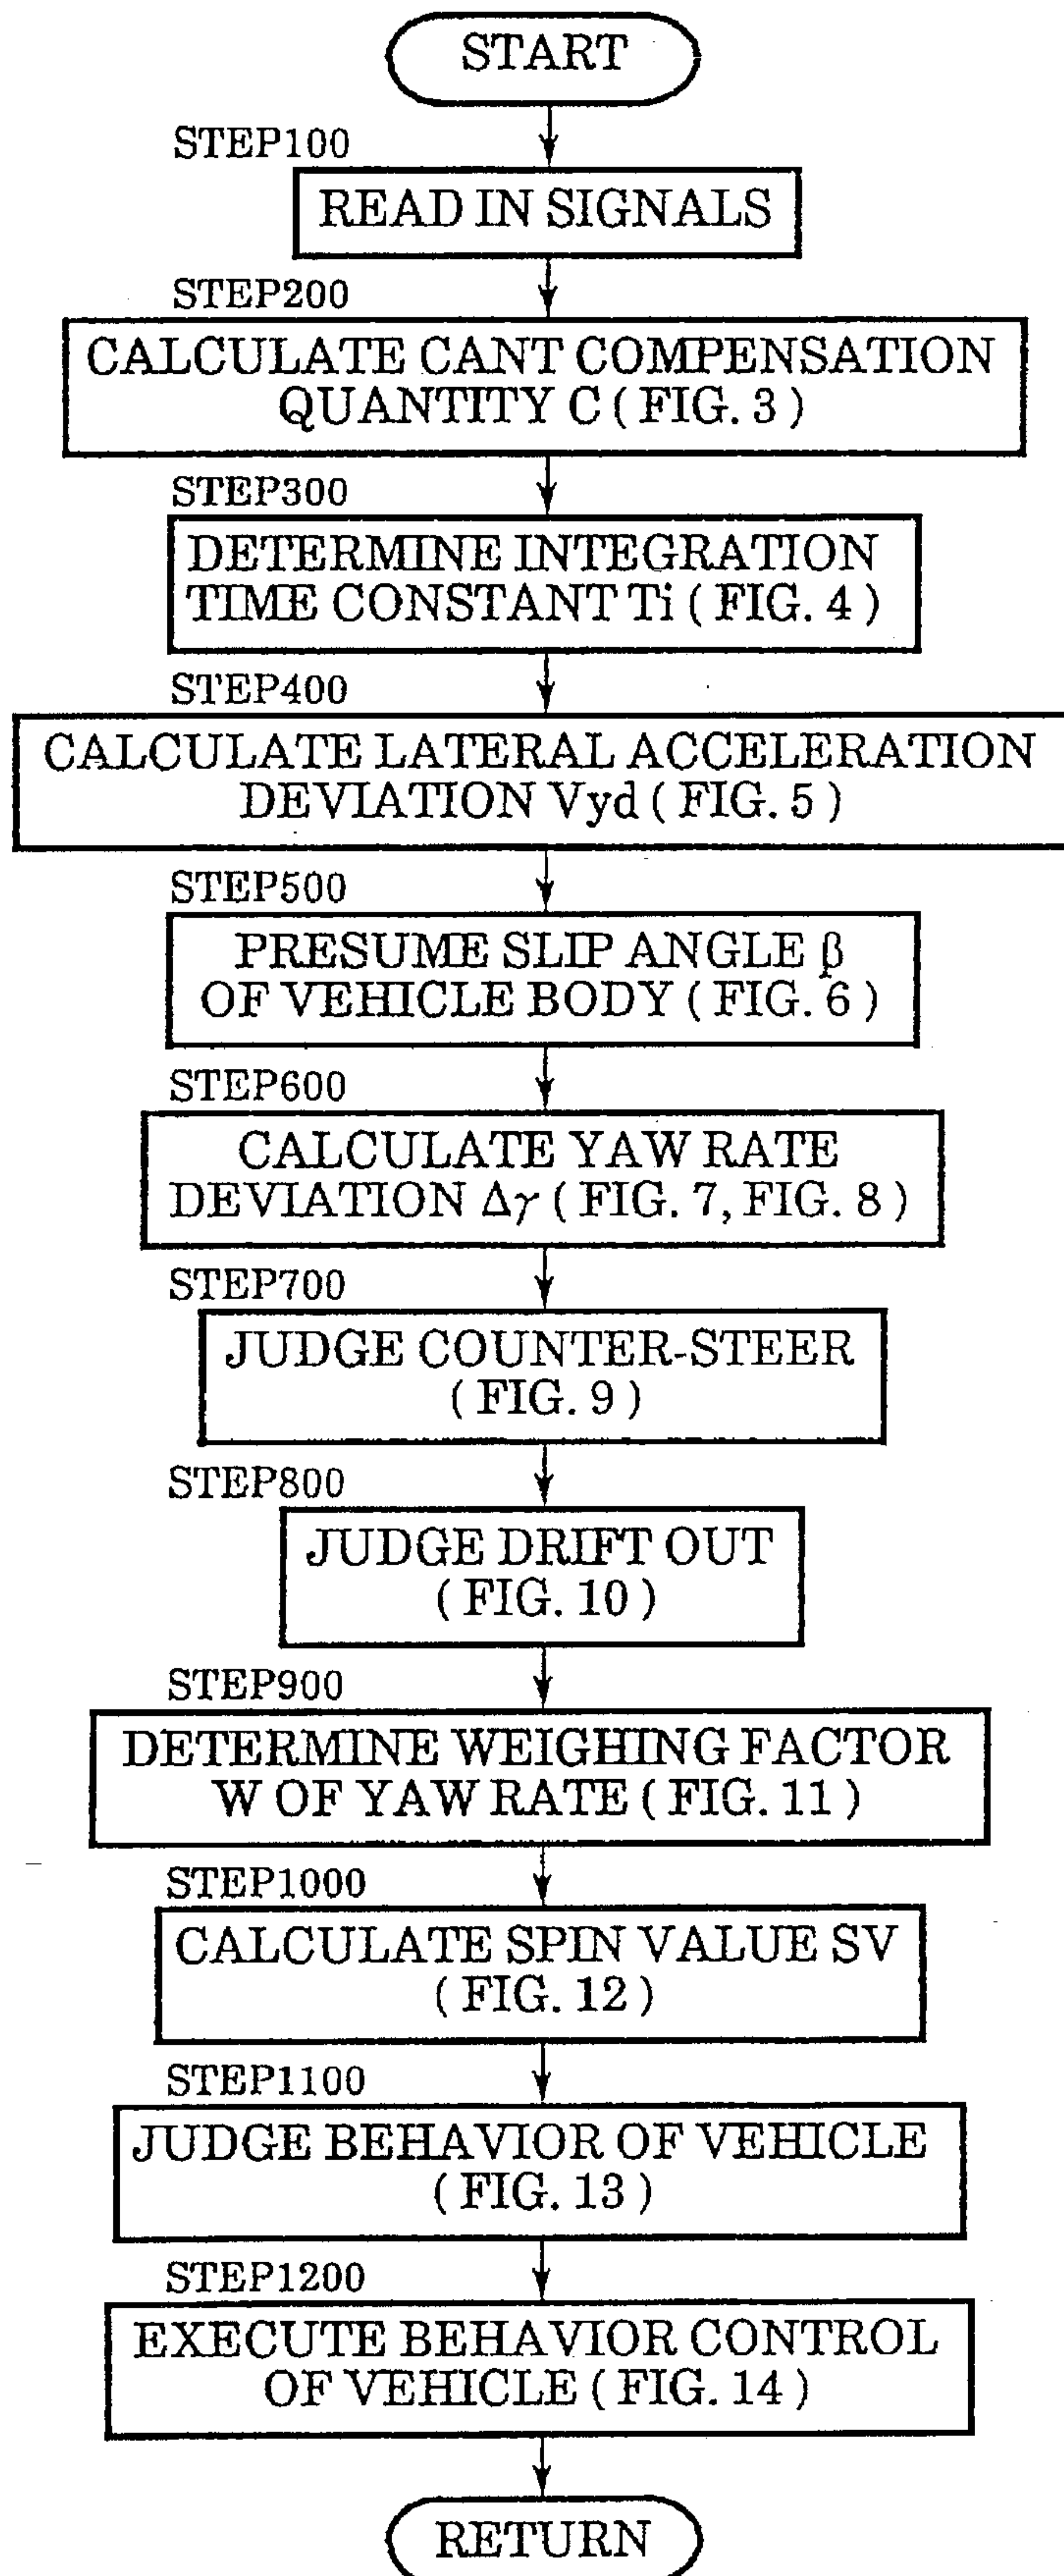 START
STEP100
READ IN SIGNALS
STEP200
CALCULATE CANT COMPENSATION
QUANTITY C ( FIG. 3 )
STEP300
DETERMINE INTEGRATION
TIME CONSTANT Ti ( FIG. 4 )
STEP400
CALCULATE LATERAL ACCELERATION
DEVIATION Vyd ( FIG. 5 )
STEP500
PRESUME SLIP ANGLE β
OF VEHICLE BODY ( FIG. 6 )
STEP600
CALCULATE YAW RATE
DEVIATION Δγ ( FIG. 7, FIG. 8 )
STEP700
JUDGE COUNTER-STEER
( FIG. 9 )
STEP800
JUDGE DRIFT OUT
( FIG. 10 )
STEP900
DETERMINE WEIGHING FACTOR
W OF YAW RATE ( FIG. 11 )
STEP1000
CALCULATE SPIN VALUE SV
( FIG. 12 )
STEP1100
JUDGE BEHAVIOR OF VEHICLE
( FIG. 13 )
STEP1200
EXECUTE BEHAVIOR CONTROL
OF VEHICLE ( FIG. 14 )
RETURN